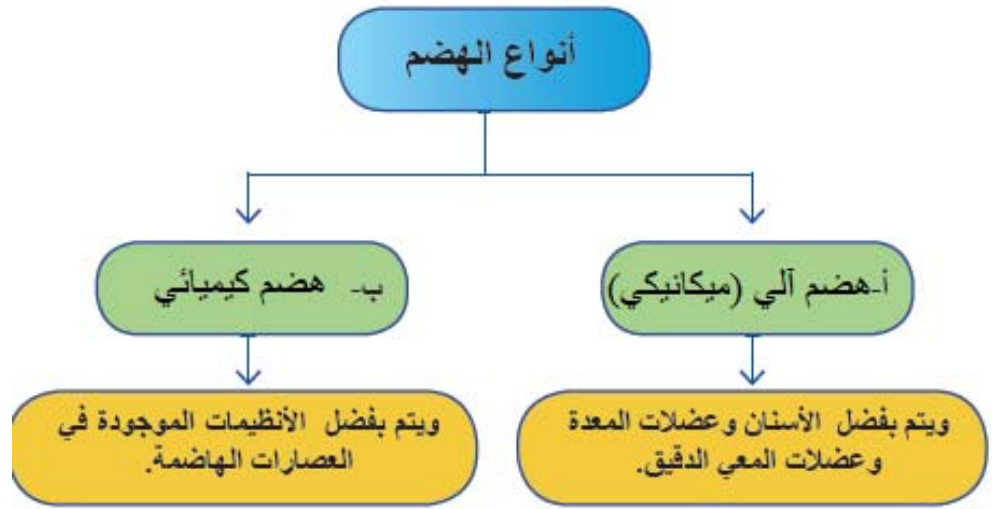 أنواع الهضم
أ-هضم آلي (ميكانيكي)
ب- هضم كيميائي
ويتم بفضل الأسنان وعضلات المعدة
وعضلات المعي الدقيق.
ويتم بفضل الأنظيمات الموجودة في
العصارات الهاضمة.